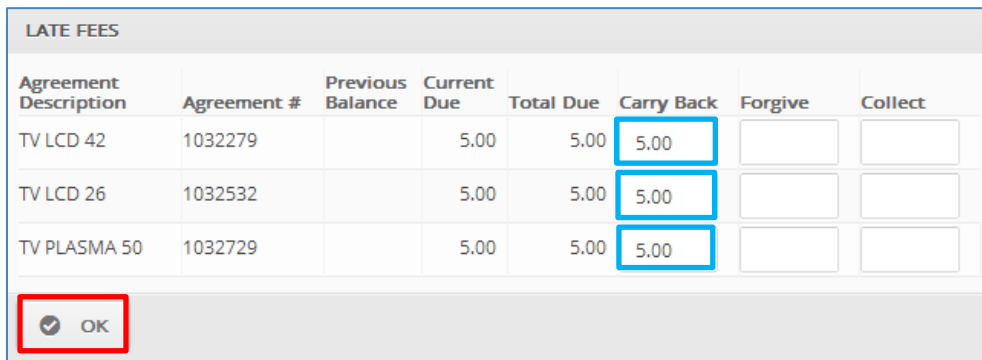 LATE FEES
Agreement Description Agreement # Previous Balance Current Due Total Due Carry Back Forgive Collect
TV LCD 42 1032279 5.00 5.00 5.00
TV LCD 26 1032532 5.00 5.00 5.00
TV PLASMA 50 1032729 5.00 5.00 5.00
OK